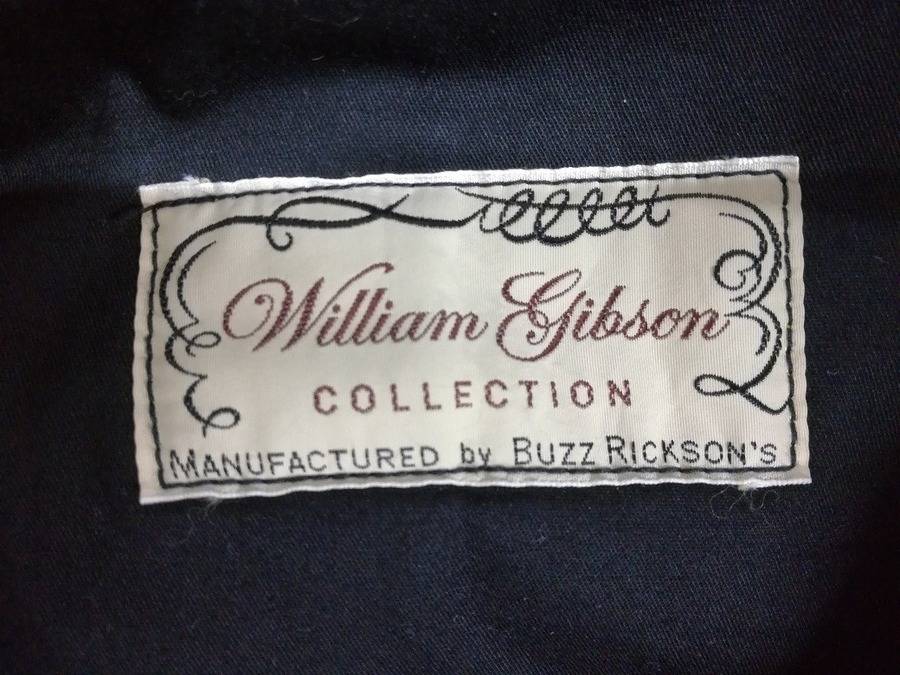 William Gibson
COLLECTION
MANUFACTURED by BUZZ RICKSON'S